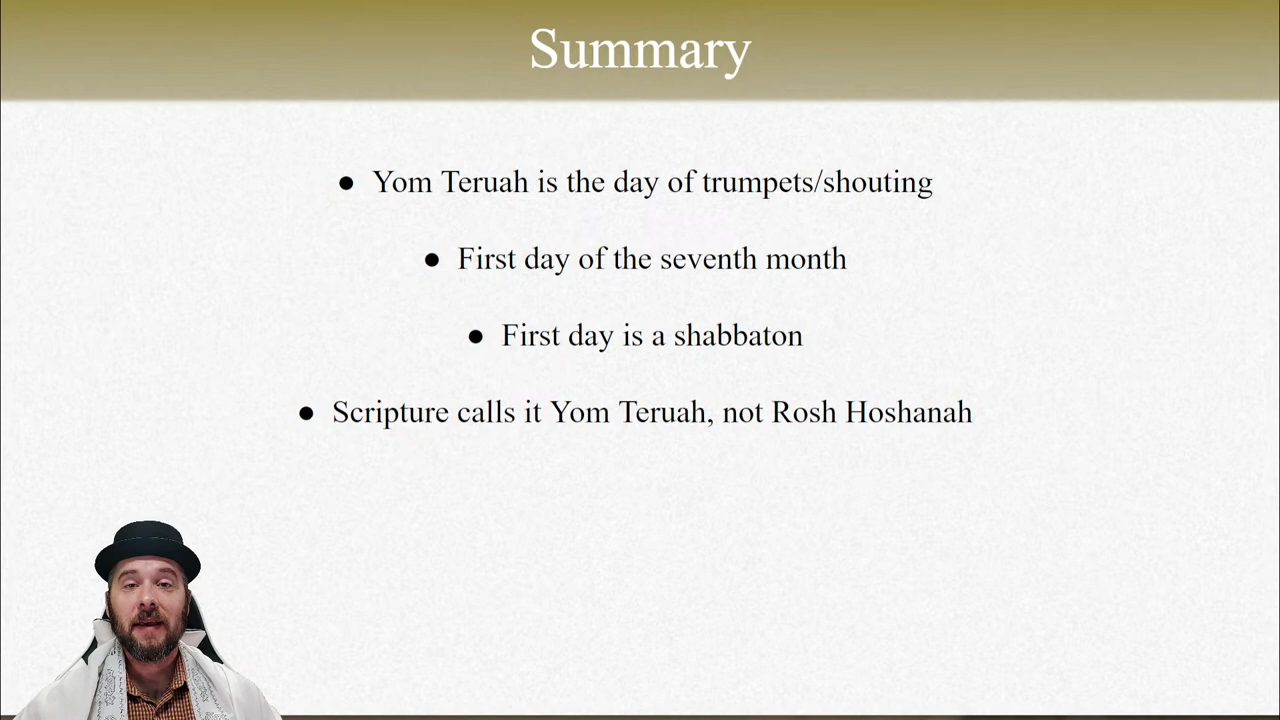 Summary
● Yom Teruah is the day of trumpets/shouting
● First day of the seventh month
● First day is a shabbaton
● Scripture calls it Yom Teruah, not Rosh Hoshanah